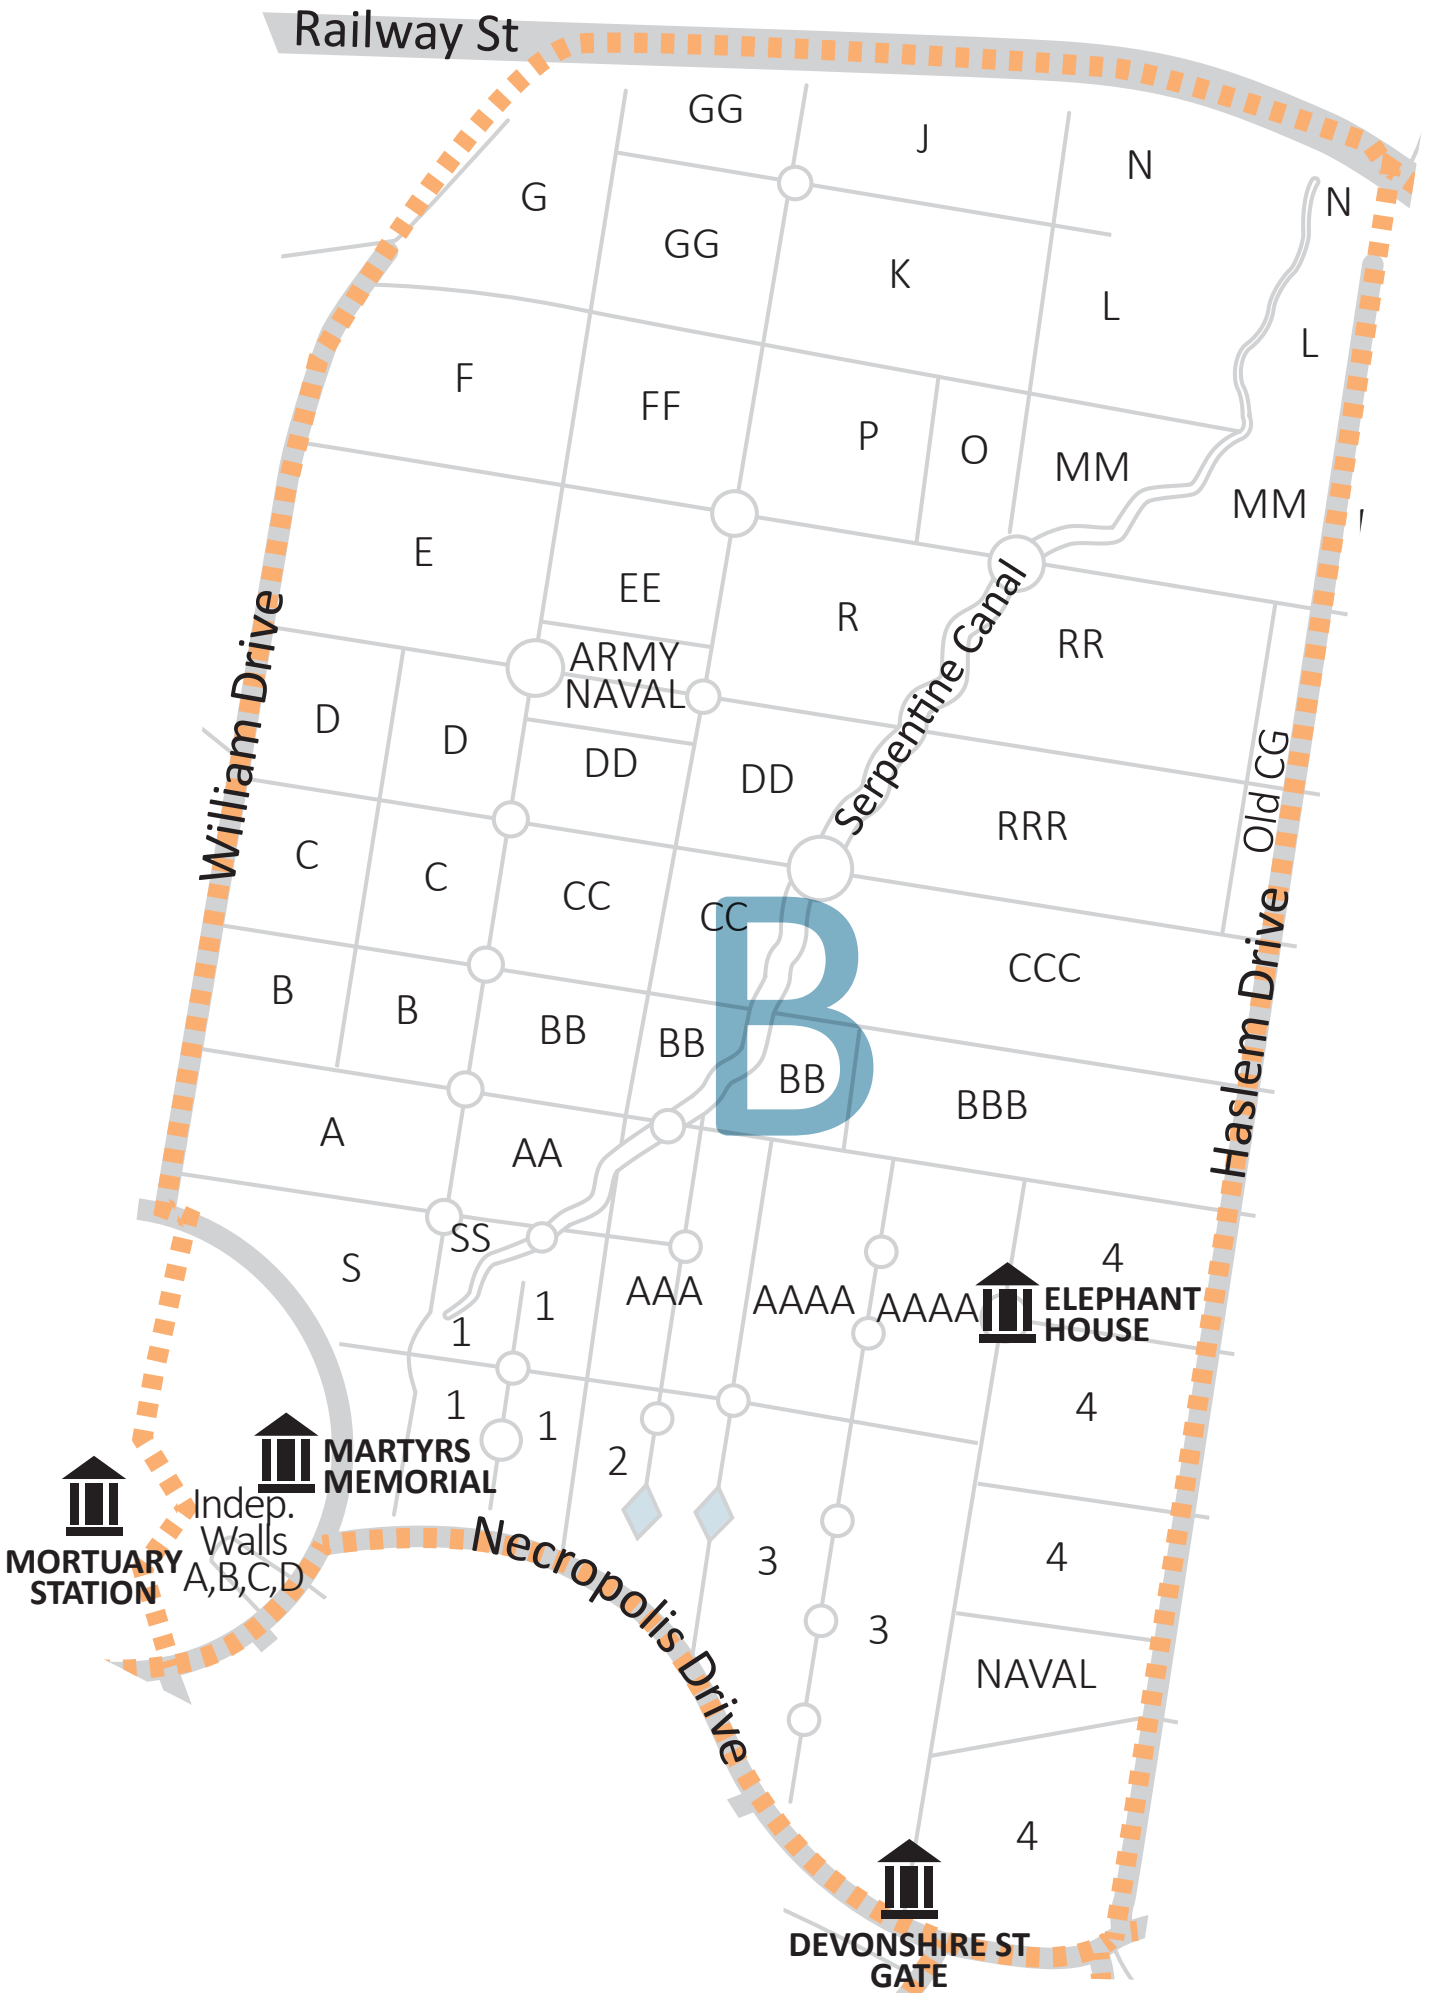 Railway St
GG
J
N
N
G
GG
K
L
L
F
FF
P
O
MM
MM
E
EE
R
RR
ARMY
NAVAL
Serpentine Canal
William Drive
D
D
DD
DD
RRR
Old CG
C
C
CC
CC
CCC
Haslem Drive
B
B
B
BB
BB
BB
BBB
A
AA
S
SS
1
1
AAA
AAAA
AAAA
4
ELEPHANT
HOUSE
1
1
2
4
MARTYRS
MEMORIAL
Indep.
Walls
A,B,C,D
MORTUARY
STATION
Necropolis Drive
3
4
3
NAVAL
4
DEVONSHIRE ST
GATE